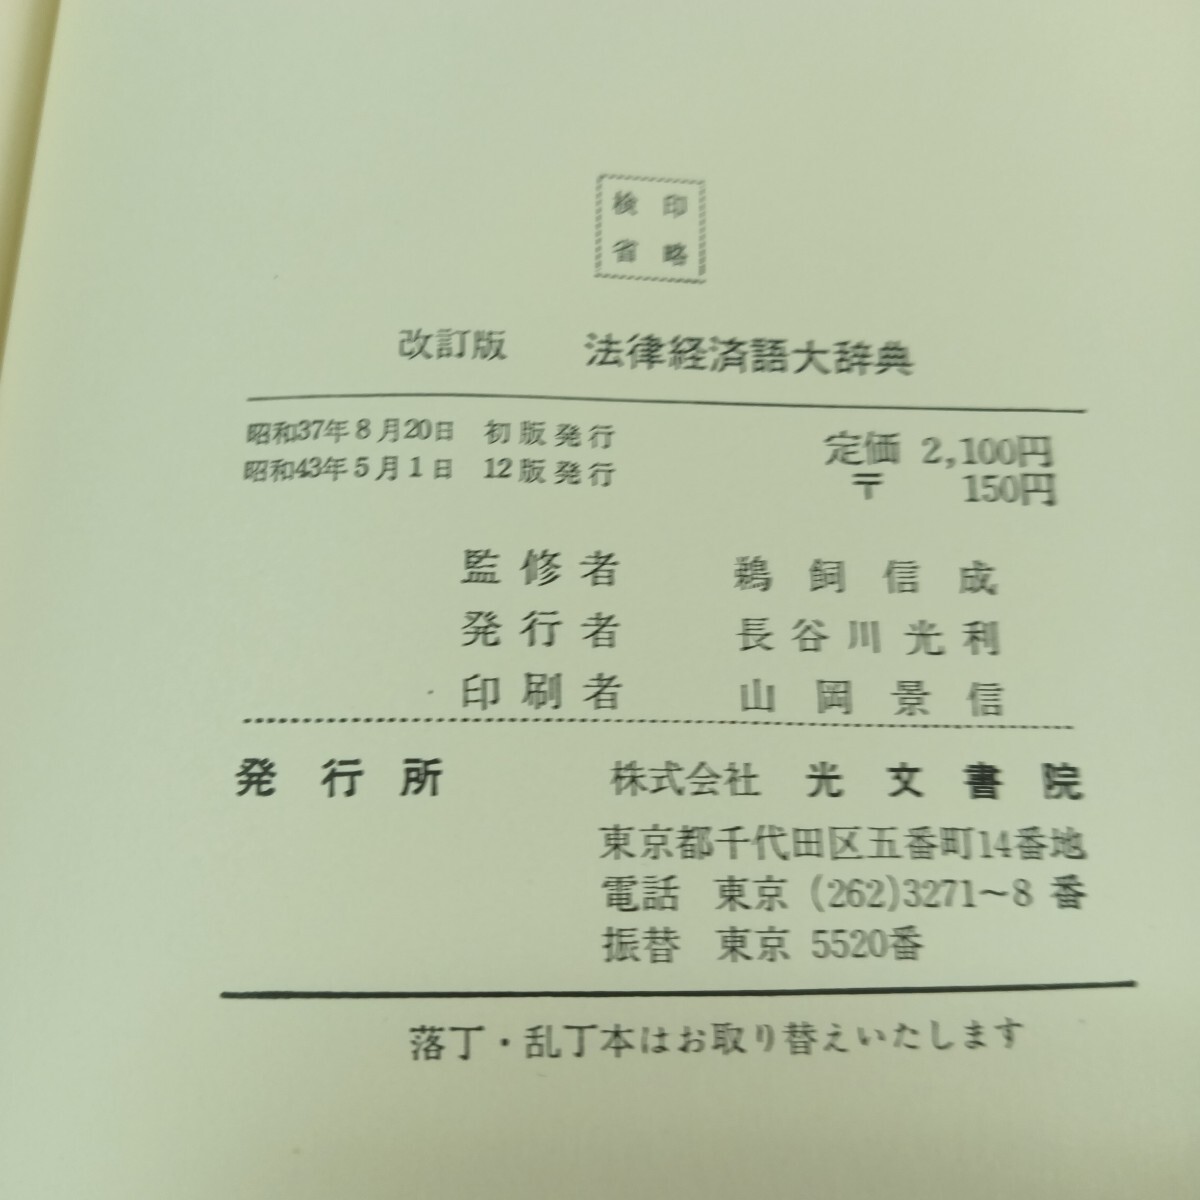 検印
省略
改訂版 法律経済語大辞典
昭和37年8月20日 初版発行
昭和43年5月1日 12版発行
定価 2,100円
〒 150円
監修者 鵜飼信成
発行者 長谷川光利
印刷者 山岡景信
発行所 株式会社 光文書院
東京都千代田区五番町14番地
電話 東京 (262)3271~8 番
振替 東京 5520番
落丁・乱丁本はお取り替えいたします